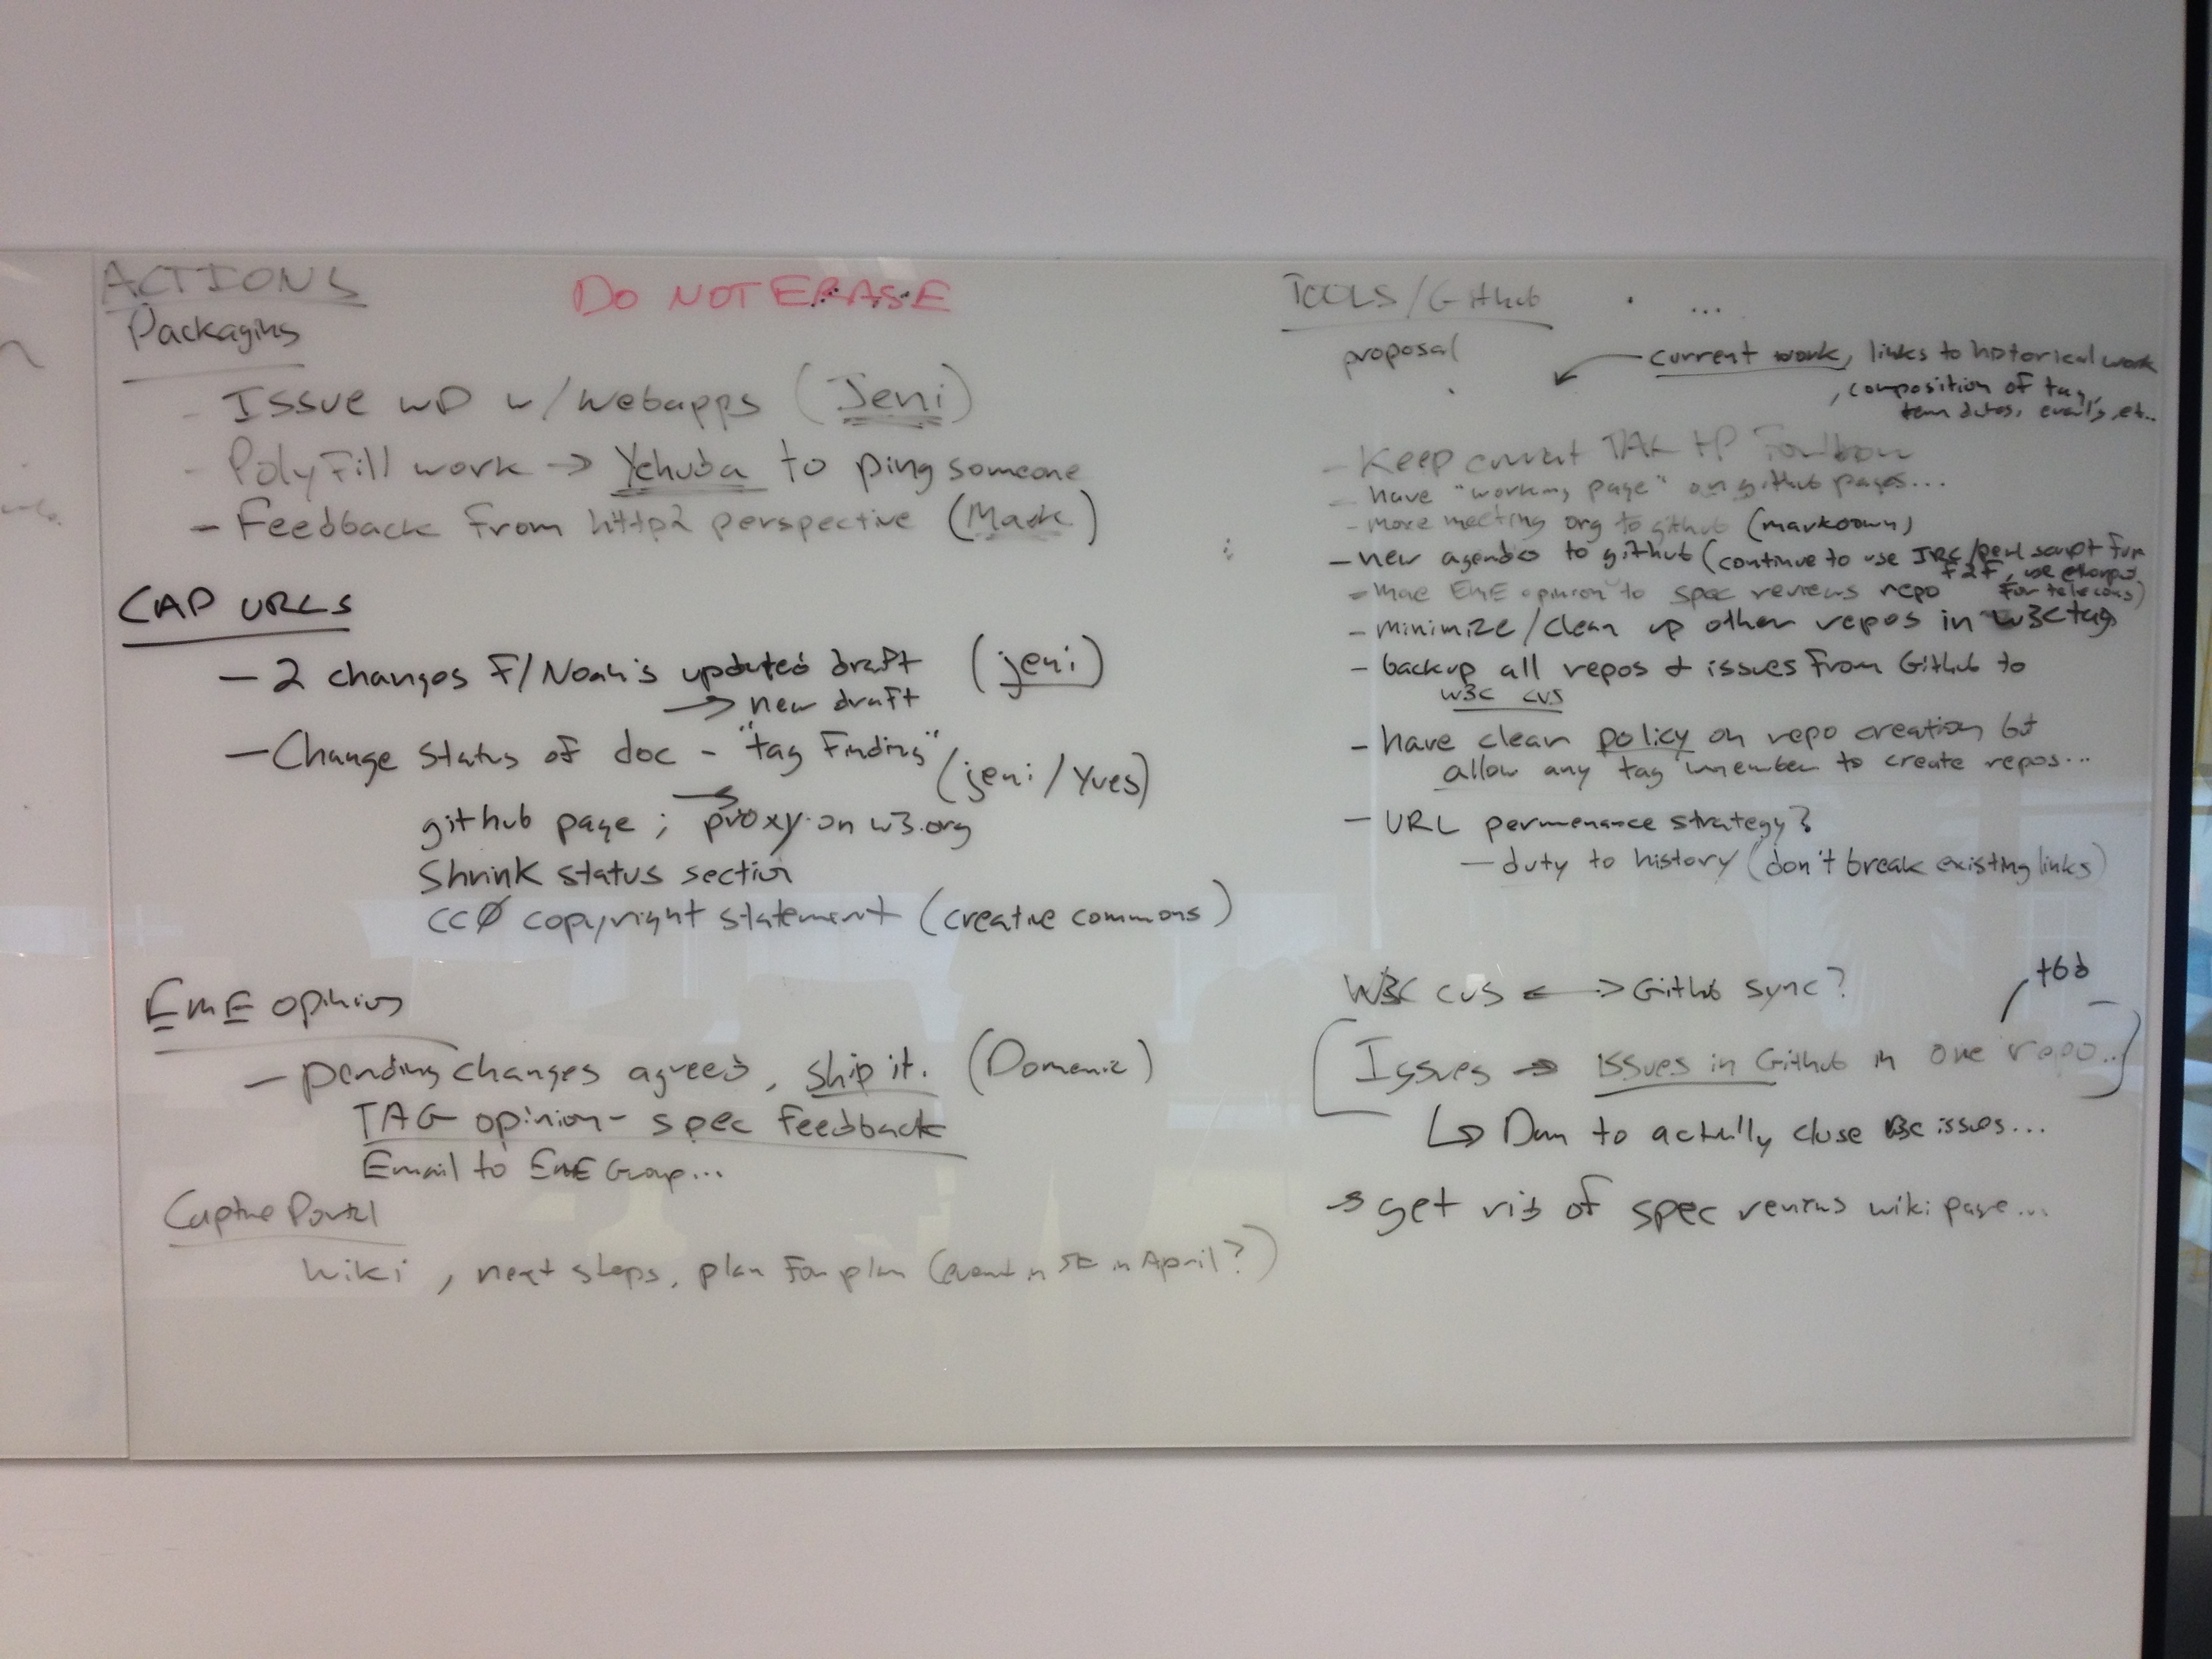 ACTIONS
DO NOT ERASE
Packaging
- Issue WD w/ webapps (Jeni)
- PolyFill work → Yehuda to ping someone
- Feedback from http2 perspective (Mark)
CAP URLS
- 2 changes F/Noah's updated draft (jeni)
→ new draft
- Change status of doc - "tag Finding" (jeni/Yves)
github page; → proxy on w3.org
Shrink status section
CCØ copyright statement (creative commons)
EME opinion
- pending changes agreed, ship it. (Domenic)
TAG opinion - spec feedback
Email to EME Group...
Captive Portal
Wiki, next steps, plan for plan (event in in April?)
TOOLS/Github
...
proposal
current work, links to historical work
, composition of tag,
term dates, emails, etc..
- Keep current TAG HP
- have "working page" on github pages...
- move meeting org to github (markdown)
- new agendas to github (continue to use IRC/perl script for
F2F, use
for telecons)
- move EME opinion to spec reviews repo
- minimize/clean up other repos in w3ctag
- backup all repos & issues from Github to
w3c cvs
- have clear policy on repo creation but
allow any tag member to create repos...
- URL permenance strategy?
- duty to history (don't break existing links)
W3C CVS ←→ Github sync?
tbd
[Issues → issues in Github in one repo..]
↳ Dan to actually close issues...
→ get rid of spec reviews wiki page...